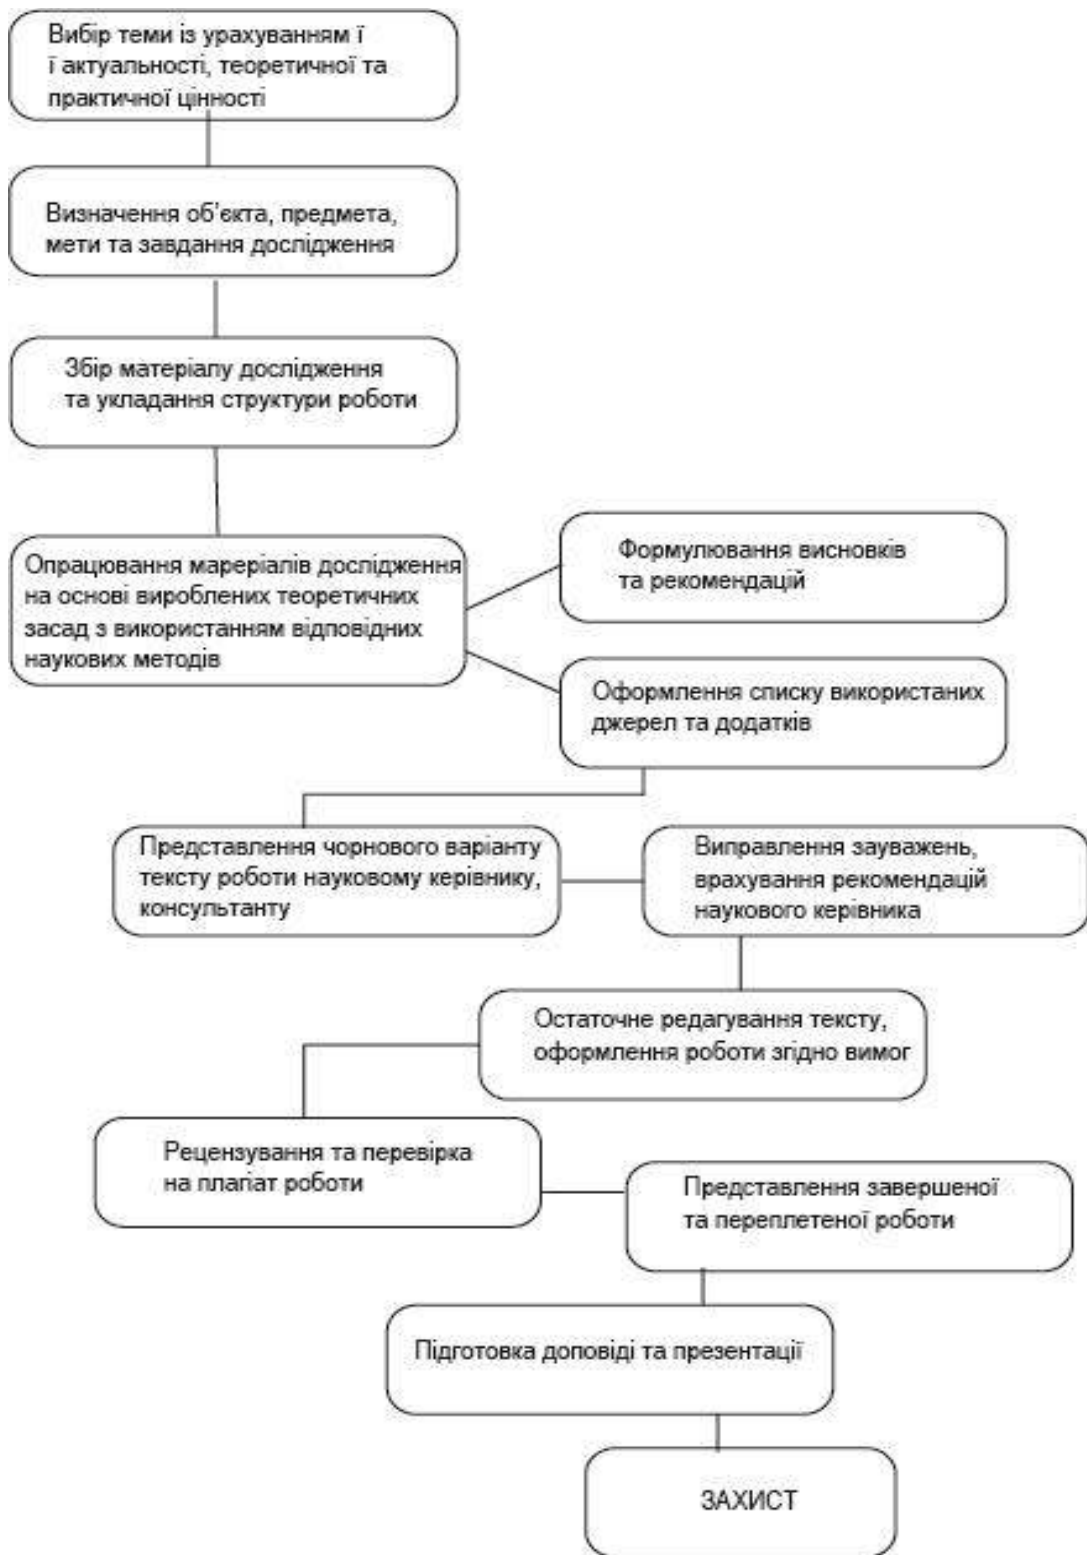 Вибір теми із урахуванням ї
ї актуальності, теоретичної та
практичної цінності
Визначення об'єкта, предмета,
мети та завдання дослідження
Збір матеріалу дослідження
та укладання структури роботи
Опрацювання мареріалів дослідження
на основі вироблених теоретичних
засад з використанням відповідних
наукових методів
Формулювання висновків
та рекомендацій
Оформлення списку використаних
джерел та додатків
Представлення чорнового варіанту
тексту роботи науковому керівнику,
консультанту
Виправлення зауважень,
врахування рекомендацій
наукового керівника
Остаточне редагування тексту,
оформлення роботи згідно вимог
Рецензування та перевірка
на плагіат роботи
Представлення завершеної
та переплетеної роботи
Підготовка доповіді та презентації
ЗАХИСТ